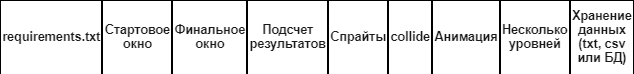 requirements.txt
Стартовое
окно
Финальное
окно
Подсчет
результатов
Спрайты
collide
Анимация
Несколько
уровней
Хранение
данных
(txt, csv
или БД)